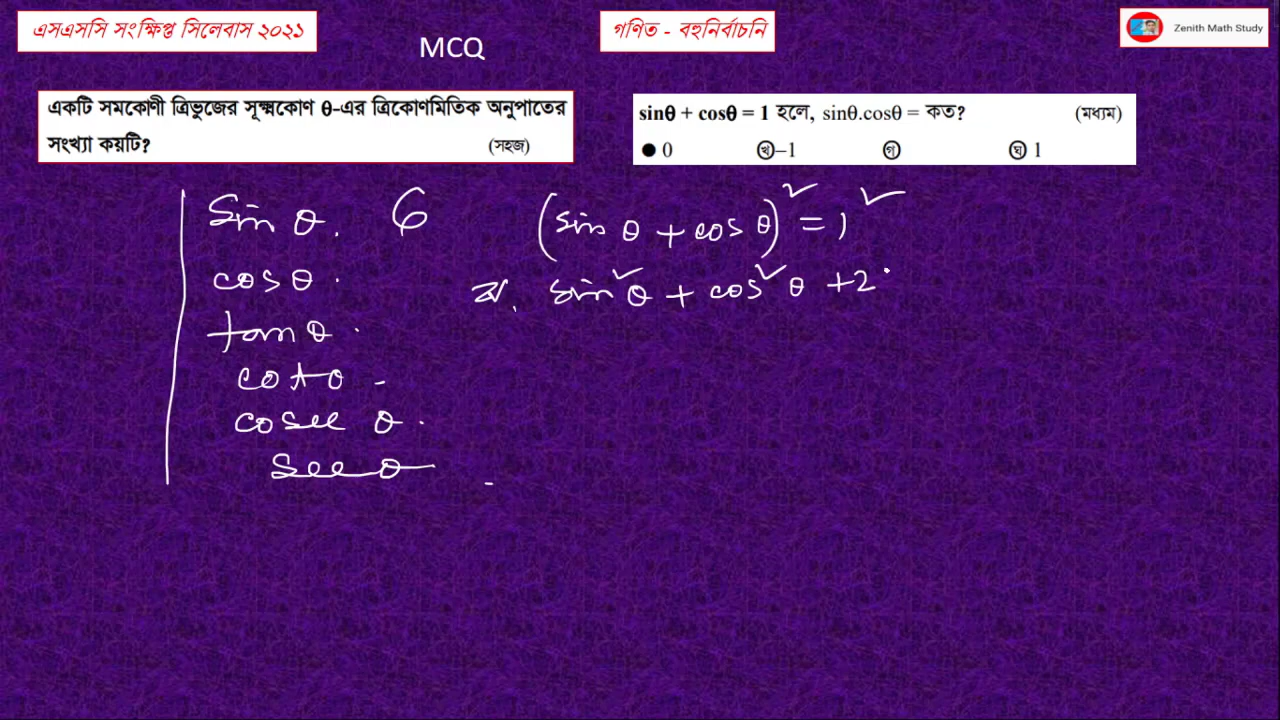 এসএসসি সংক্ষিপ্ত সিলেবাস ২০২১
MCQ
গণিত - বহুনির্বাচনি
Zenith Math Study
একটি সমকোণী ত্রিভুজের সূক্ষ্মকোণ θ-এর ত্রিকোণমিতিক অনুপাতের
সংখ্যা কয়টি? (সহজ)
sinθ + cosθ = 1 হলে, sinθ.cosθ = কত? (মধ্যম)
● 0 ㋐ খ −1 গ ঘ 1
sin θ. 6
cos θ.
tan θ.
cot θ -
cosec θ.
sec θ
(sin θ + cos θ)² = 1²
বা. sin²θ + cos²θ + 2.